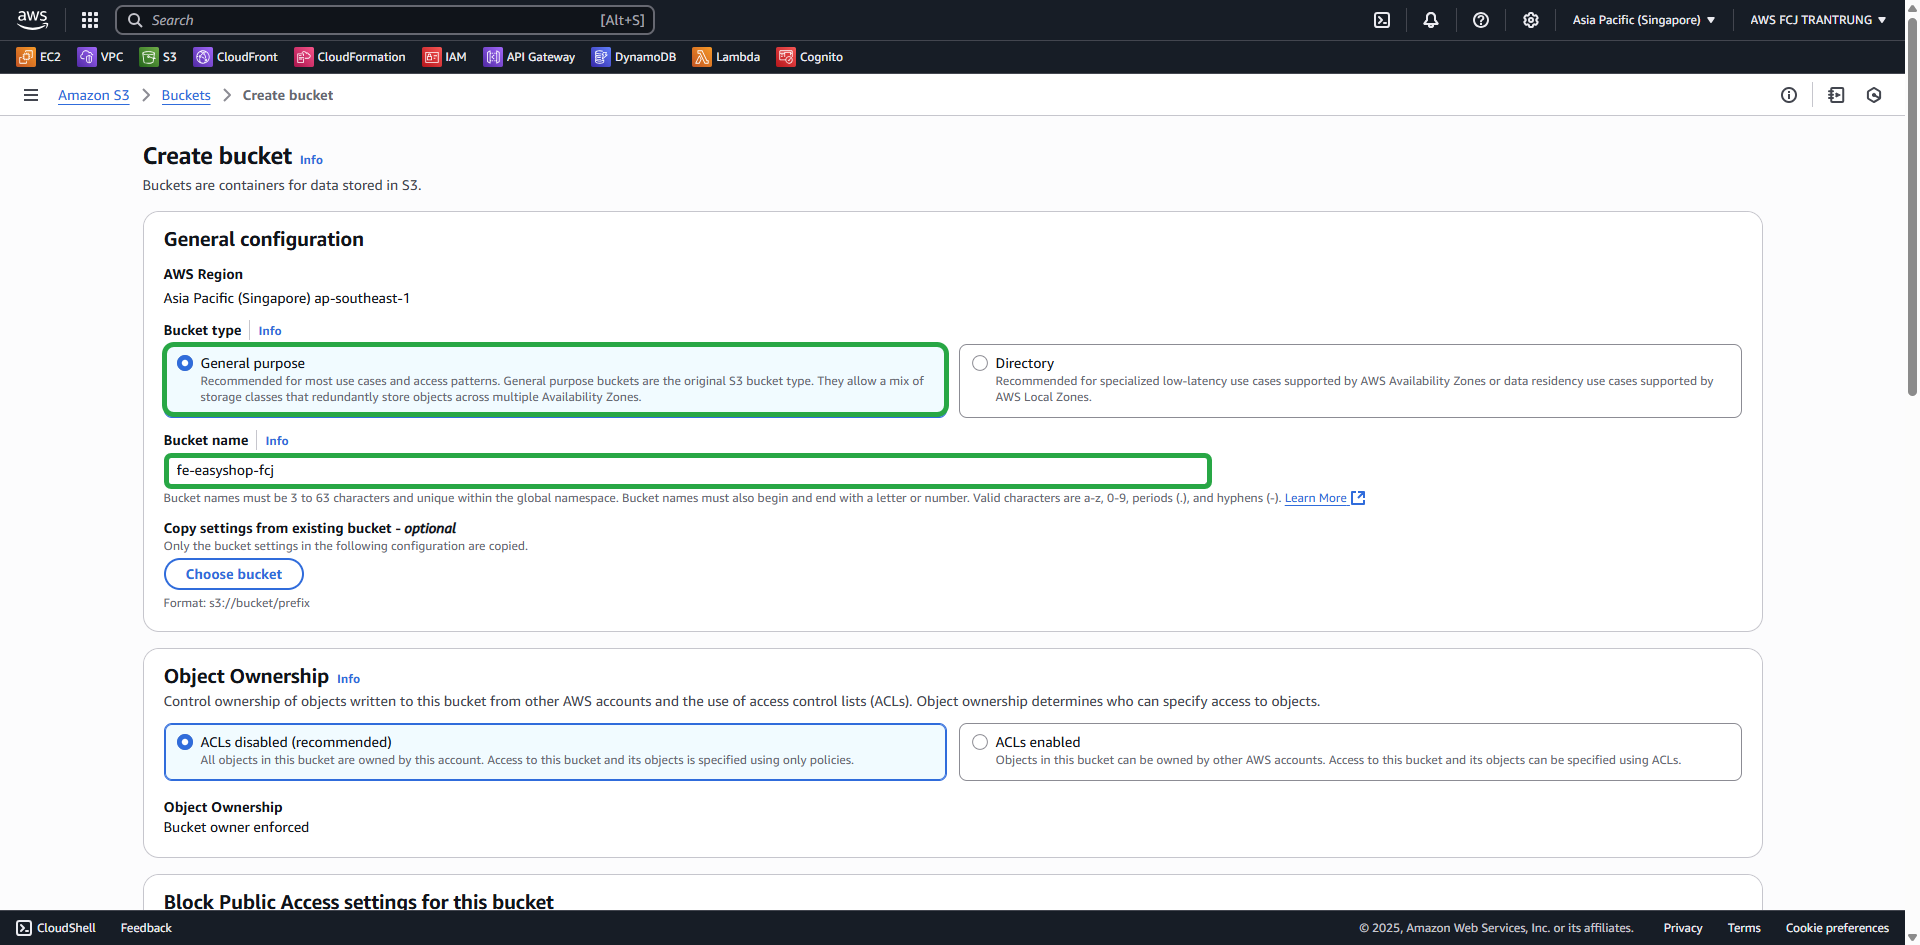 aws Search [Alt+S] Asia Pacific (Singapore) AWS FCJ TRANTRUNG
EC2 VPC S3 CloudFront CloudFormation IAM API Gateway DynamoDB Lambda Cognito
Amazon S3 Buckets Create bucket
Create bucket Info
Buckets are containers for data stored in S3.
General configuration
AWS Region
Asia Pacific (Singapore) ap-southeast-1
Bucket type Info
General purpose
Recommended for most use cases and access patterns. General purpose buckets are the original S3 bucket type. They allow a mix of
storage classes that redundantly store objects across multiple Availability Zones.
Directory
Recommended for specialized low-latency use cases supported by AWS Availability Zones or data residency use cases supported by
AWS Local Zones.
Bucket name Info
fe-easyshop-fcj
Bucket names must be 3 to 63 characters and unique within the global namespace. Bucket names must also begin and end with a letter or number. Valid characters are a-z, 0-9, periods (.), and hyphens (-). Learn More
Copy settings from existing bucket - optional
Only the bucket settings in the following configuration are copied.
Choose bucket
Format: s3://bucket/prefix
Object Ownership Info
Control ownership of objects written to this bucket from other AWS accounts and the use of access control lists (ACLs). Object ownership determines who can specify access to objects.
ACLs disabled (recommended)
All objects in this bucket are owned by this account. Access to this bucket and its objects is specified using only policies.
ACLs enabled
Objects in this bucket can be owned by other AWS accounts. Access to this bucket and its objects can be specified using ACLs.
Object Ownership
Bucket owner enforced
Block Public Access settings for this bucket
CloudShell Feedback © 2025, Amazon Web Services, Inc. or its affiliates. Privacy Terms Cookie preferences